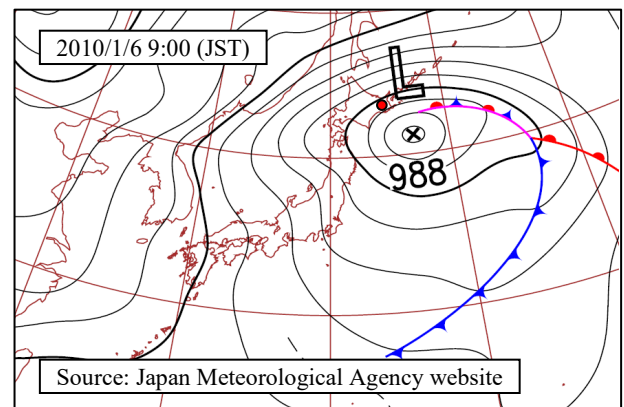 2010/1/6 9:00 (JST)
L
988
Source: Japan Meteorological Agency website